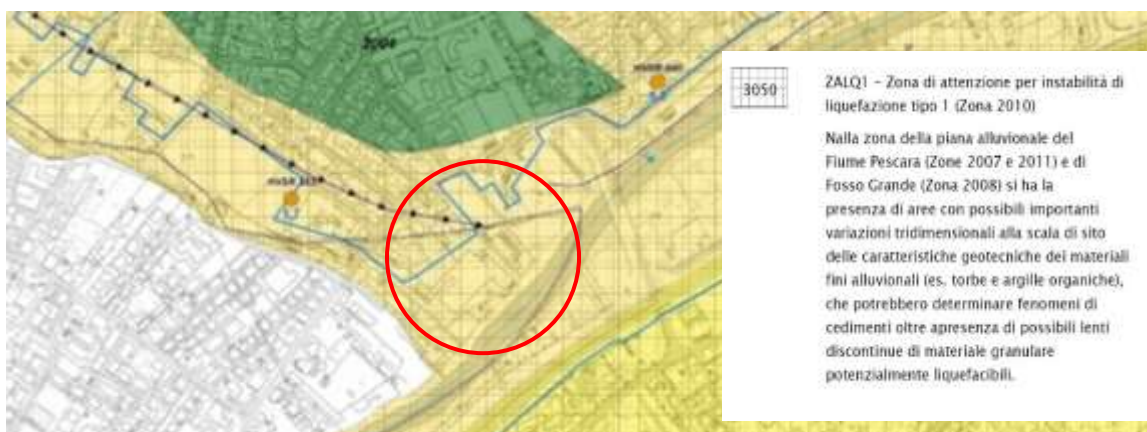 3050
ZALQ1 - Zona di attenzione per instabilità di
liquefazione tipo 1 (Zona 2010)
Nalla zona della piana alluvionale del
Fiume Pescara (Zone 2007 e 2011) e di
Fosso Grande (Zona 2008) si ha la
presenza di aree con possibili importanti
variazioni tridimensionali alla scala di sito
delle caratteristiche geotecniche dei materiali
fini alluvionali (es. torbe e argille organiche),
che potrebbero determinare fenomeni di
cedimenti oltre apresenza di possibili lenti
discontinue di materiale granulare
potenzialmente liquefacibili.